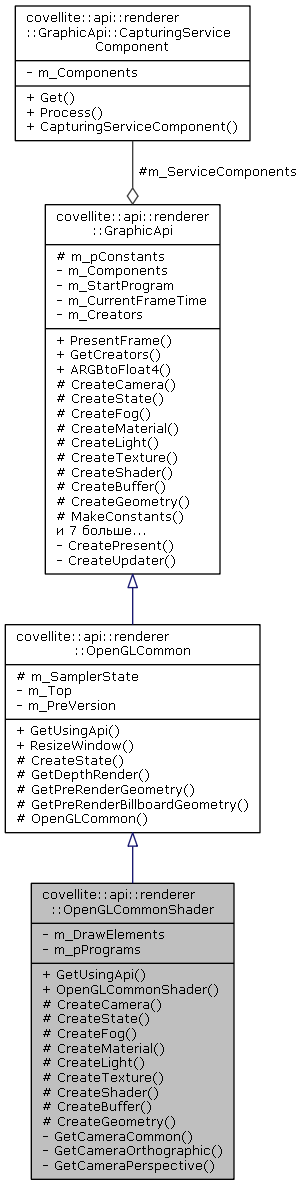 covellite::api::renderer
::GraphicApi::CapturingService
Component
- m_Components
+ Get()
+ Process()
+ CapturingServiceComponent()
#m_ServiceComponents
covellite::api::renderer
::GraphicApi
# m_pConstants
- m_Components
- m_StartProgram
- m_CurrentFrameTime
- m_Creators
+ PresentFrame()
+ GetCreators()
+ ARGBtoFloat4()
# CreateCamera()
# CreateState()
# CreateFog()
# CreateMaterial()
# CreateLight()
# CreateTexture()
# CreateShader()
# CreateBuffer()
# CreateGeometry()
# MakeConstants()
и 7 больше...
- CreatePresent()
- CreateUpdater()
covellite::api::renderer
::OpenGLCommon
# m_SamplerState
- m_Top
- m_PreVersion
+ GetUsingApi()
+ ResizeWindow()
# CreateState()
# GetDepthRender()
# GetPreRenderGeometry()
# GetPreRenderBillboardGeometry()
# OpenGLCommon()
covellite::api::renderer
::OpenGLCommonShader
- m_DrawElements
- m_pPrograms
+ GetUsingApi()
+ OpenGLCommonShader()
# CreateCamera()
# CreateState()
# CreateFog()
# CreateMaterial()
# CreateLight()
# CreateTexture()
# CreateShader()
# CreateBuffer()
# CreateGeometry()
- GetCameraCommon()
- GetCameraOrthographic()
- GetCameraPerspective()